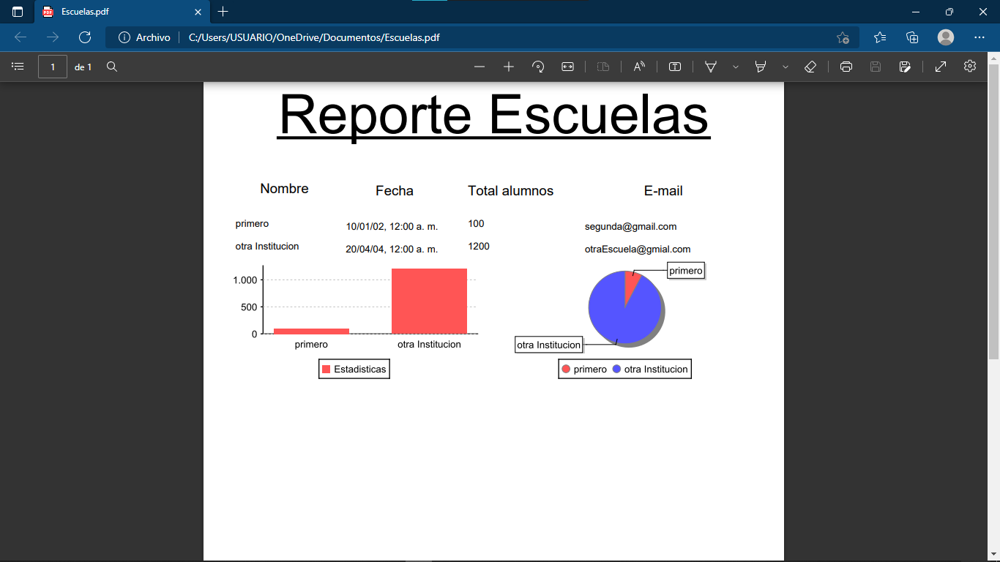 Escuelas.pdf
Archivo C:/Users/USUARIO/OneDrive/Documentos/Escuelas.pdf
1 de 1
Reporte Escuelas
Nombre Fecha Total alumnos E-mail
primero 10/01/02, 12:00 a. m. 100 segunda@gmail.com
otra Institucion 20/04/04, 12:00 a. m. 1200 otraEscuela@gmial.com
1.000
500
0
primero otra Institucion
Estadisticas
primero
otra Institucion
primero otra Institucion